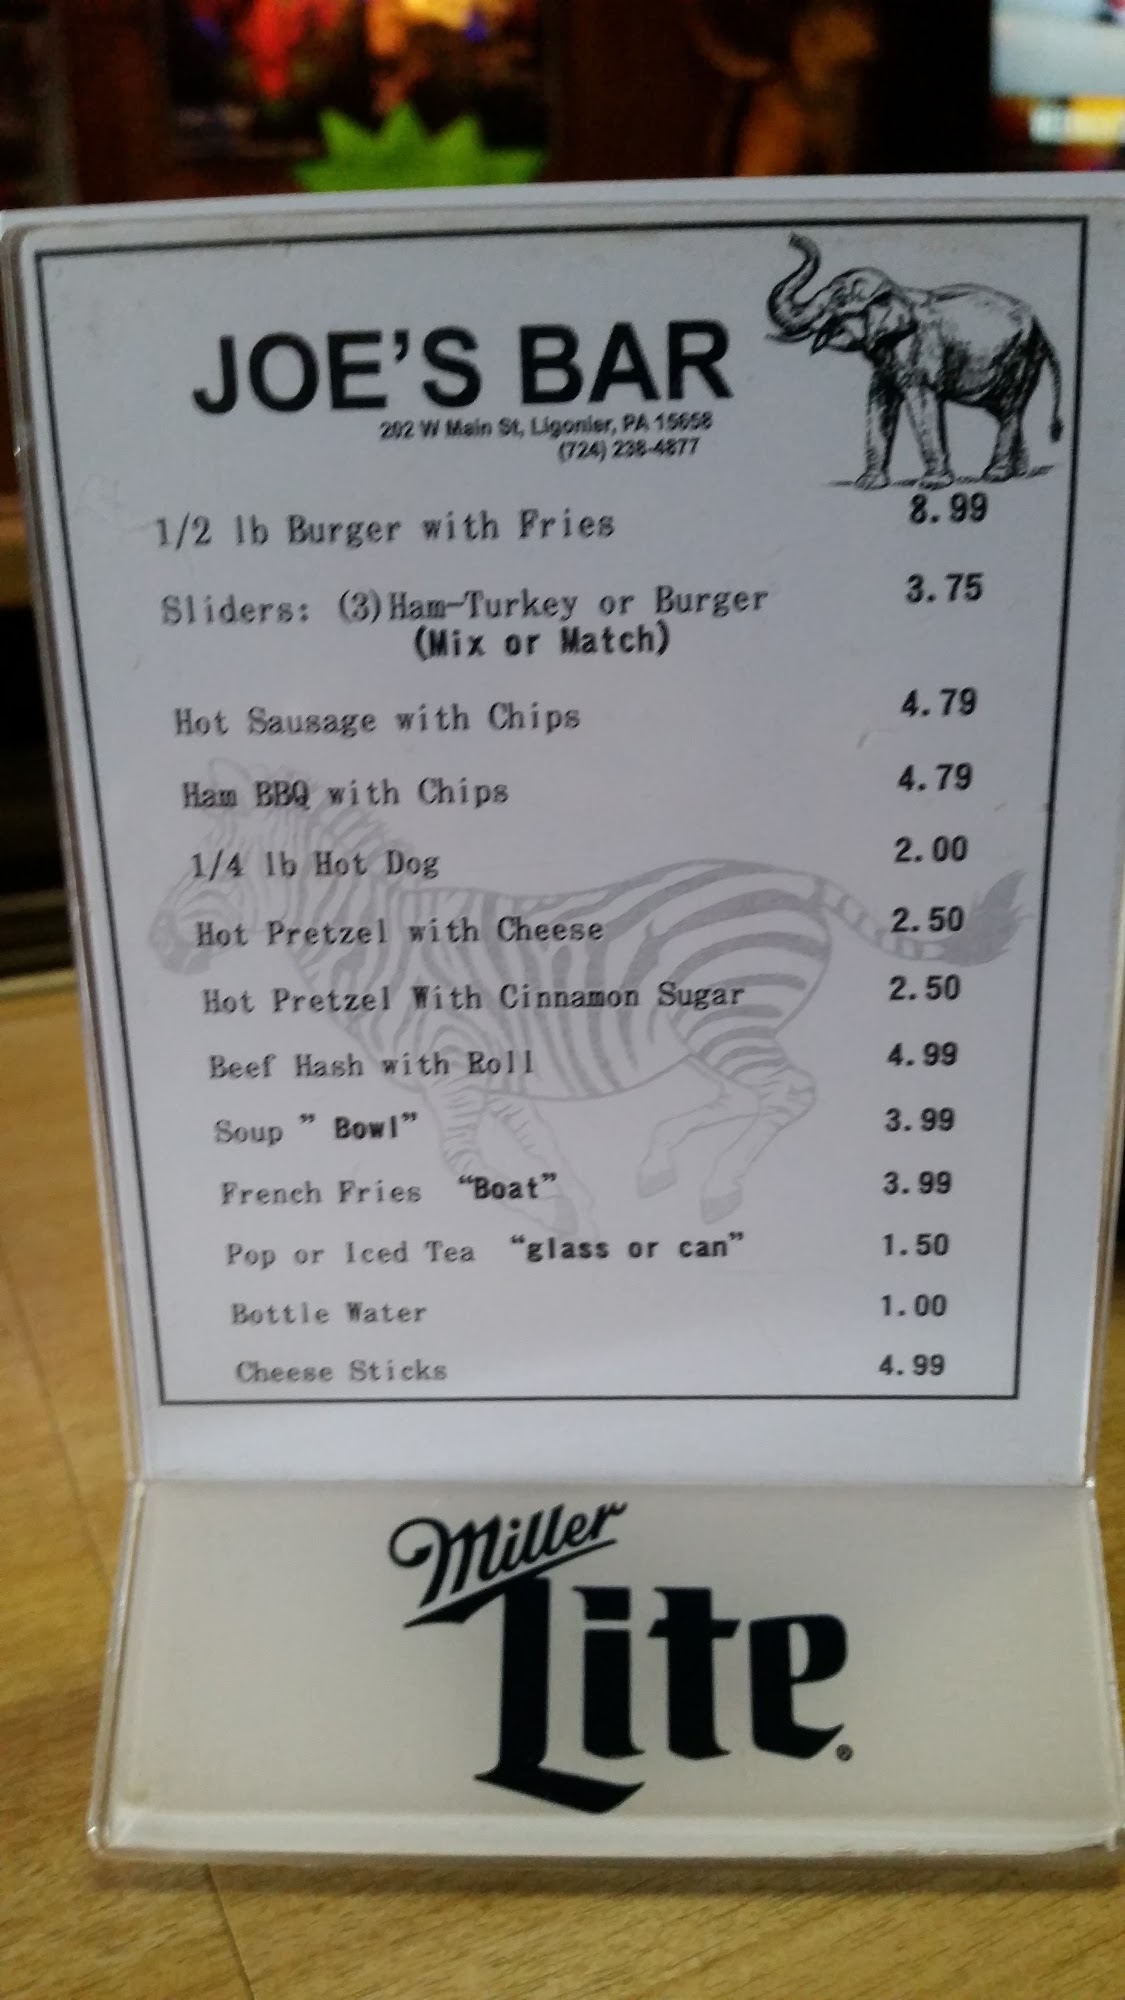 JOE'S BAR
202 W Main St, Ligonier, PA 15658
(724) 238-4877
1/2 lb Burger with Fries 8.99
Sliders: (3)Ham-Turkey or Burger 3.75
(Mix or Match)
Hot Sausage with Chips 4.79
Ham BBQ with Chips 4.79
1/4 lb Hot Dog 2.00
Hot Pretzel with Cheese 2.50
Hot Pretzel With Cinnamon Sugar 2.50
Beef Hash with Roll 4.99
Soup ” Bowl” 3.99
French Fries “Boat” 3.99
Pop or Iced Tea “glass or can” 1.50
Bottle Water 1.00
Cheese Sticks 4.99
Miller
Lite®